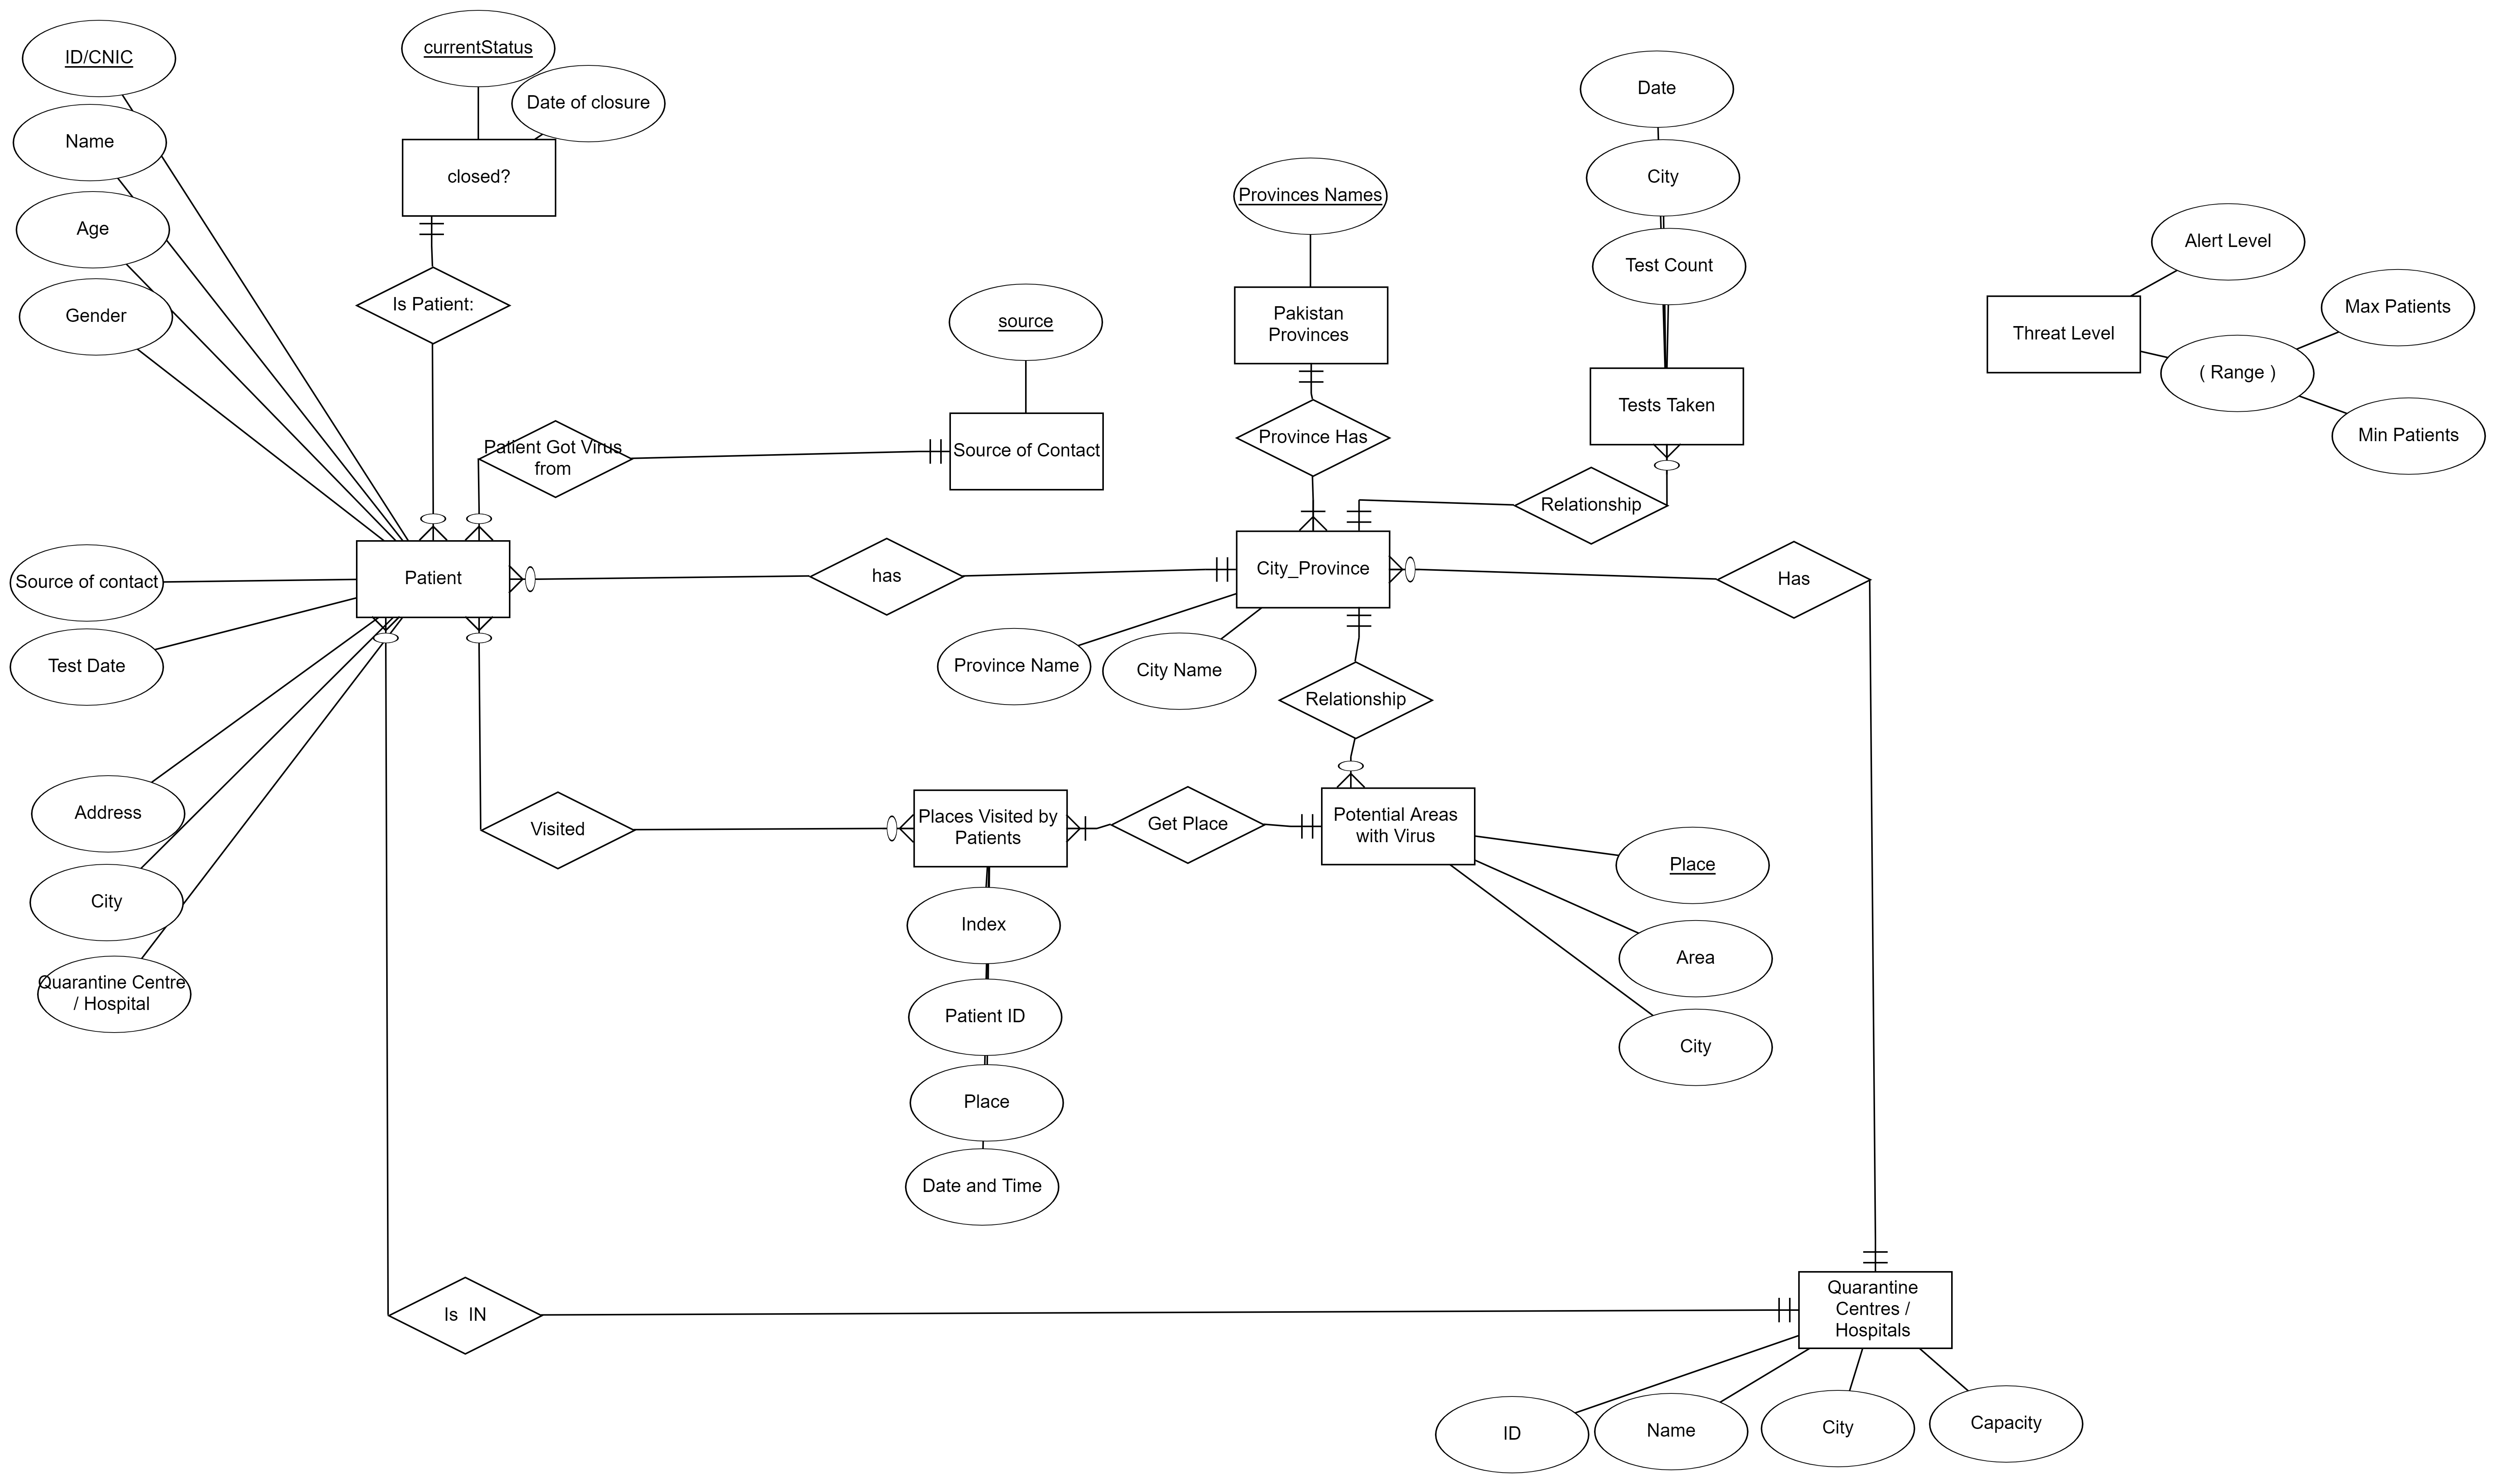 ID/CNIC
Name
Age
Gender
currentStatus
Date of closure
closed?
Is Patient:
Patient Got Virus
from
source
Source of Contact
Provinces Names
Pakistan
Provinces
Province Has
Date
City
Test Count
Tests Taken
Relationship
Alert Level
Threat Level
Max Patients
( Range )
Min Patients
Source of contact
Test Date
Patient
has
City_Province
Has
Province Name
City Name
Relationship
Address
City
Quarantine Centre
/ Hospital
Visited
Places Visited by
Patients
Get Place
Potential Areas
with Virus
Place
Area
City
Index
Patient ID
Place
Date and Time
Is  IN
Quarantine
Centres /
Hospitals
ID
Name
City
Capacity